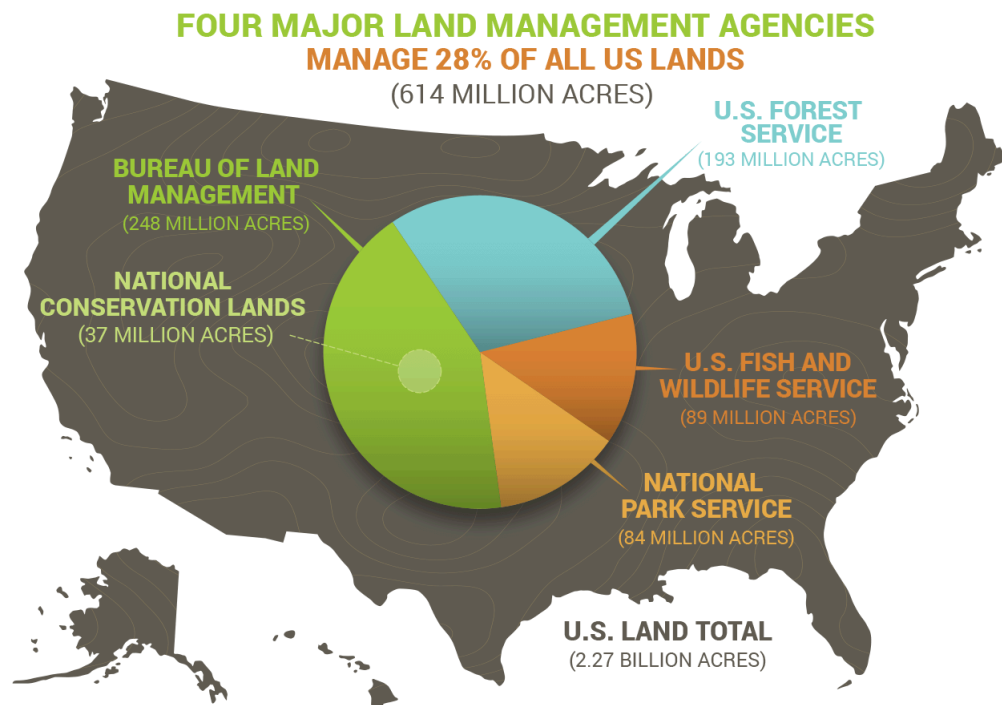 FOUR MAJOR LAND MANAGEMENT AGENCIES
MANAGE 28% OF ALL US LANDS
(614 MILLION ACRES)
U.S. FOREST
SERVICE
(193 MILLION ACRES)
BUREAU OF LAND
MANAGEMENT
(248 MILLION ACRES)
NATIONAL
CONSERVATION LANDS
(37 MILLION ACRES)
U.S. FISH AND
WILDLIFE SERVICE
(89 MILLION ACRES)
NATIONAL
PARK SERVICE
(84 MILLION ACRES)
U.S. LAND TOTAL
(2.27 BILLION ACRES)